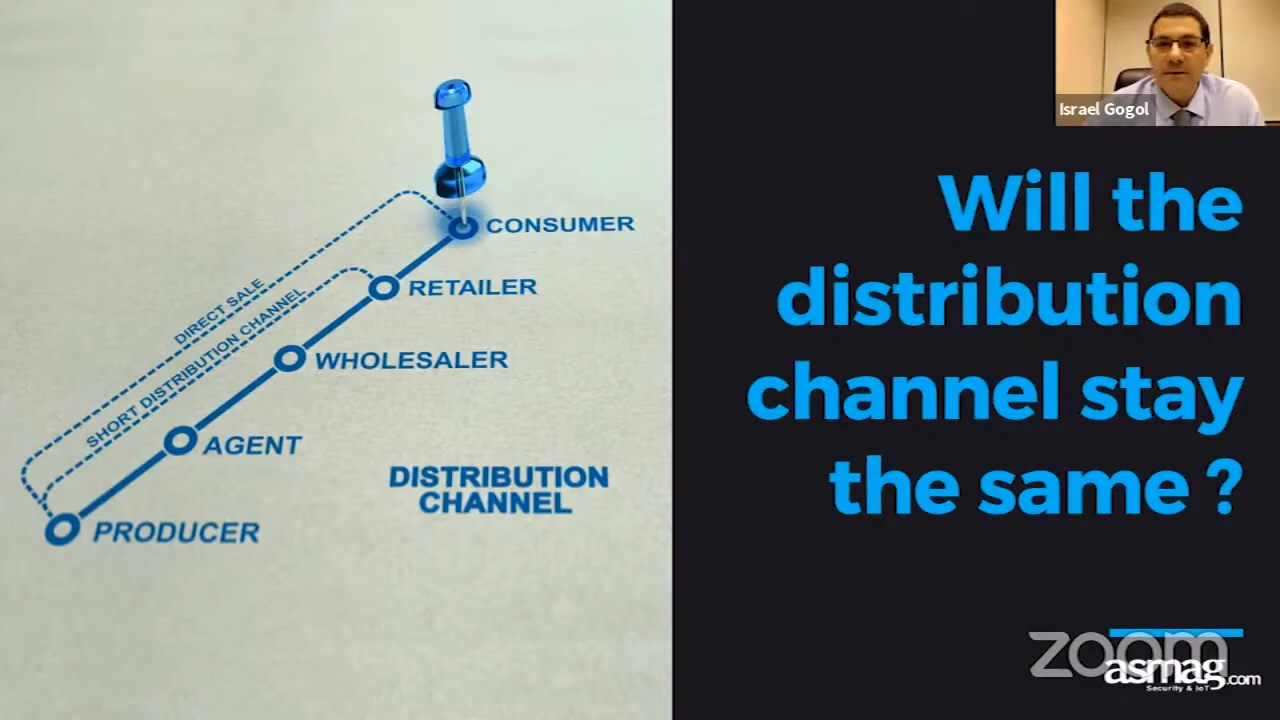 Israel Gogol
CONSUMER
RETAILER
WHOLESALER
AGENT
PRODUCER
DIRECT SALE
SHORT DISTRIBUTION CHANNEL
DISTRIBUTION
CHANNEL
Will the
distribution
channel stay
the same ?
zoom
asmag.com
Security & IoT